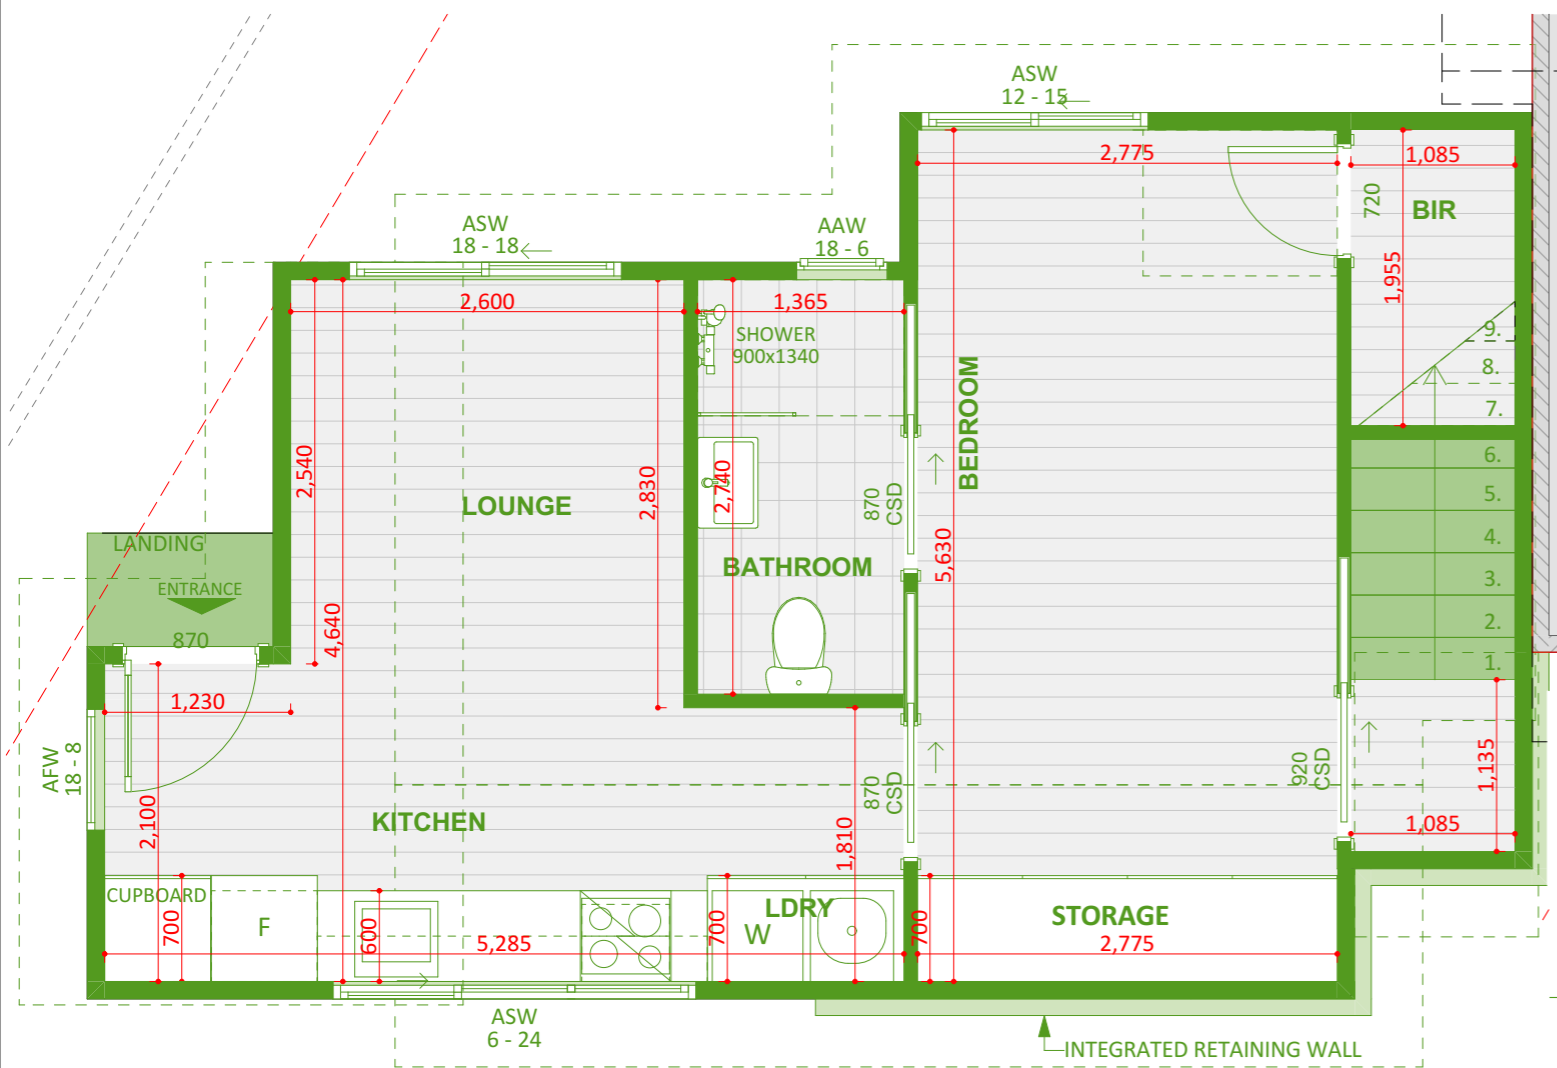 ASW
12 - 15
2,775
1,085
720
BIR
1,955
ASW
18 - 18
AAW
18 - 6
2,600
1,365
SHOWER
900x1340
9.
8.
7.
6.
5.
4.
3.
2.
1.
BEDROOM
2,540
2,830
2,740
LOUNGE
870
CSD
BATHROOM
5,630
LANDING
ENTRANCE
870
4,640
1,230
AFW
18 - 8
2,100
KITCHEN
1,810
870
CSD
920
CSD
1,135
1,085
CUPBOARD
700
F
600
5,285
700
LDRY
W
700
STORAGE
2,775
ASW
6 - 24
INTEGRATED RETAINING WALL